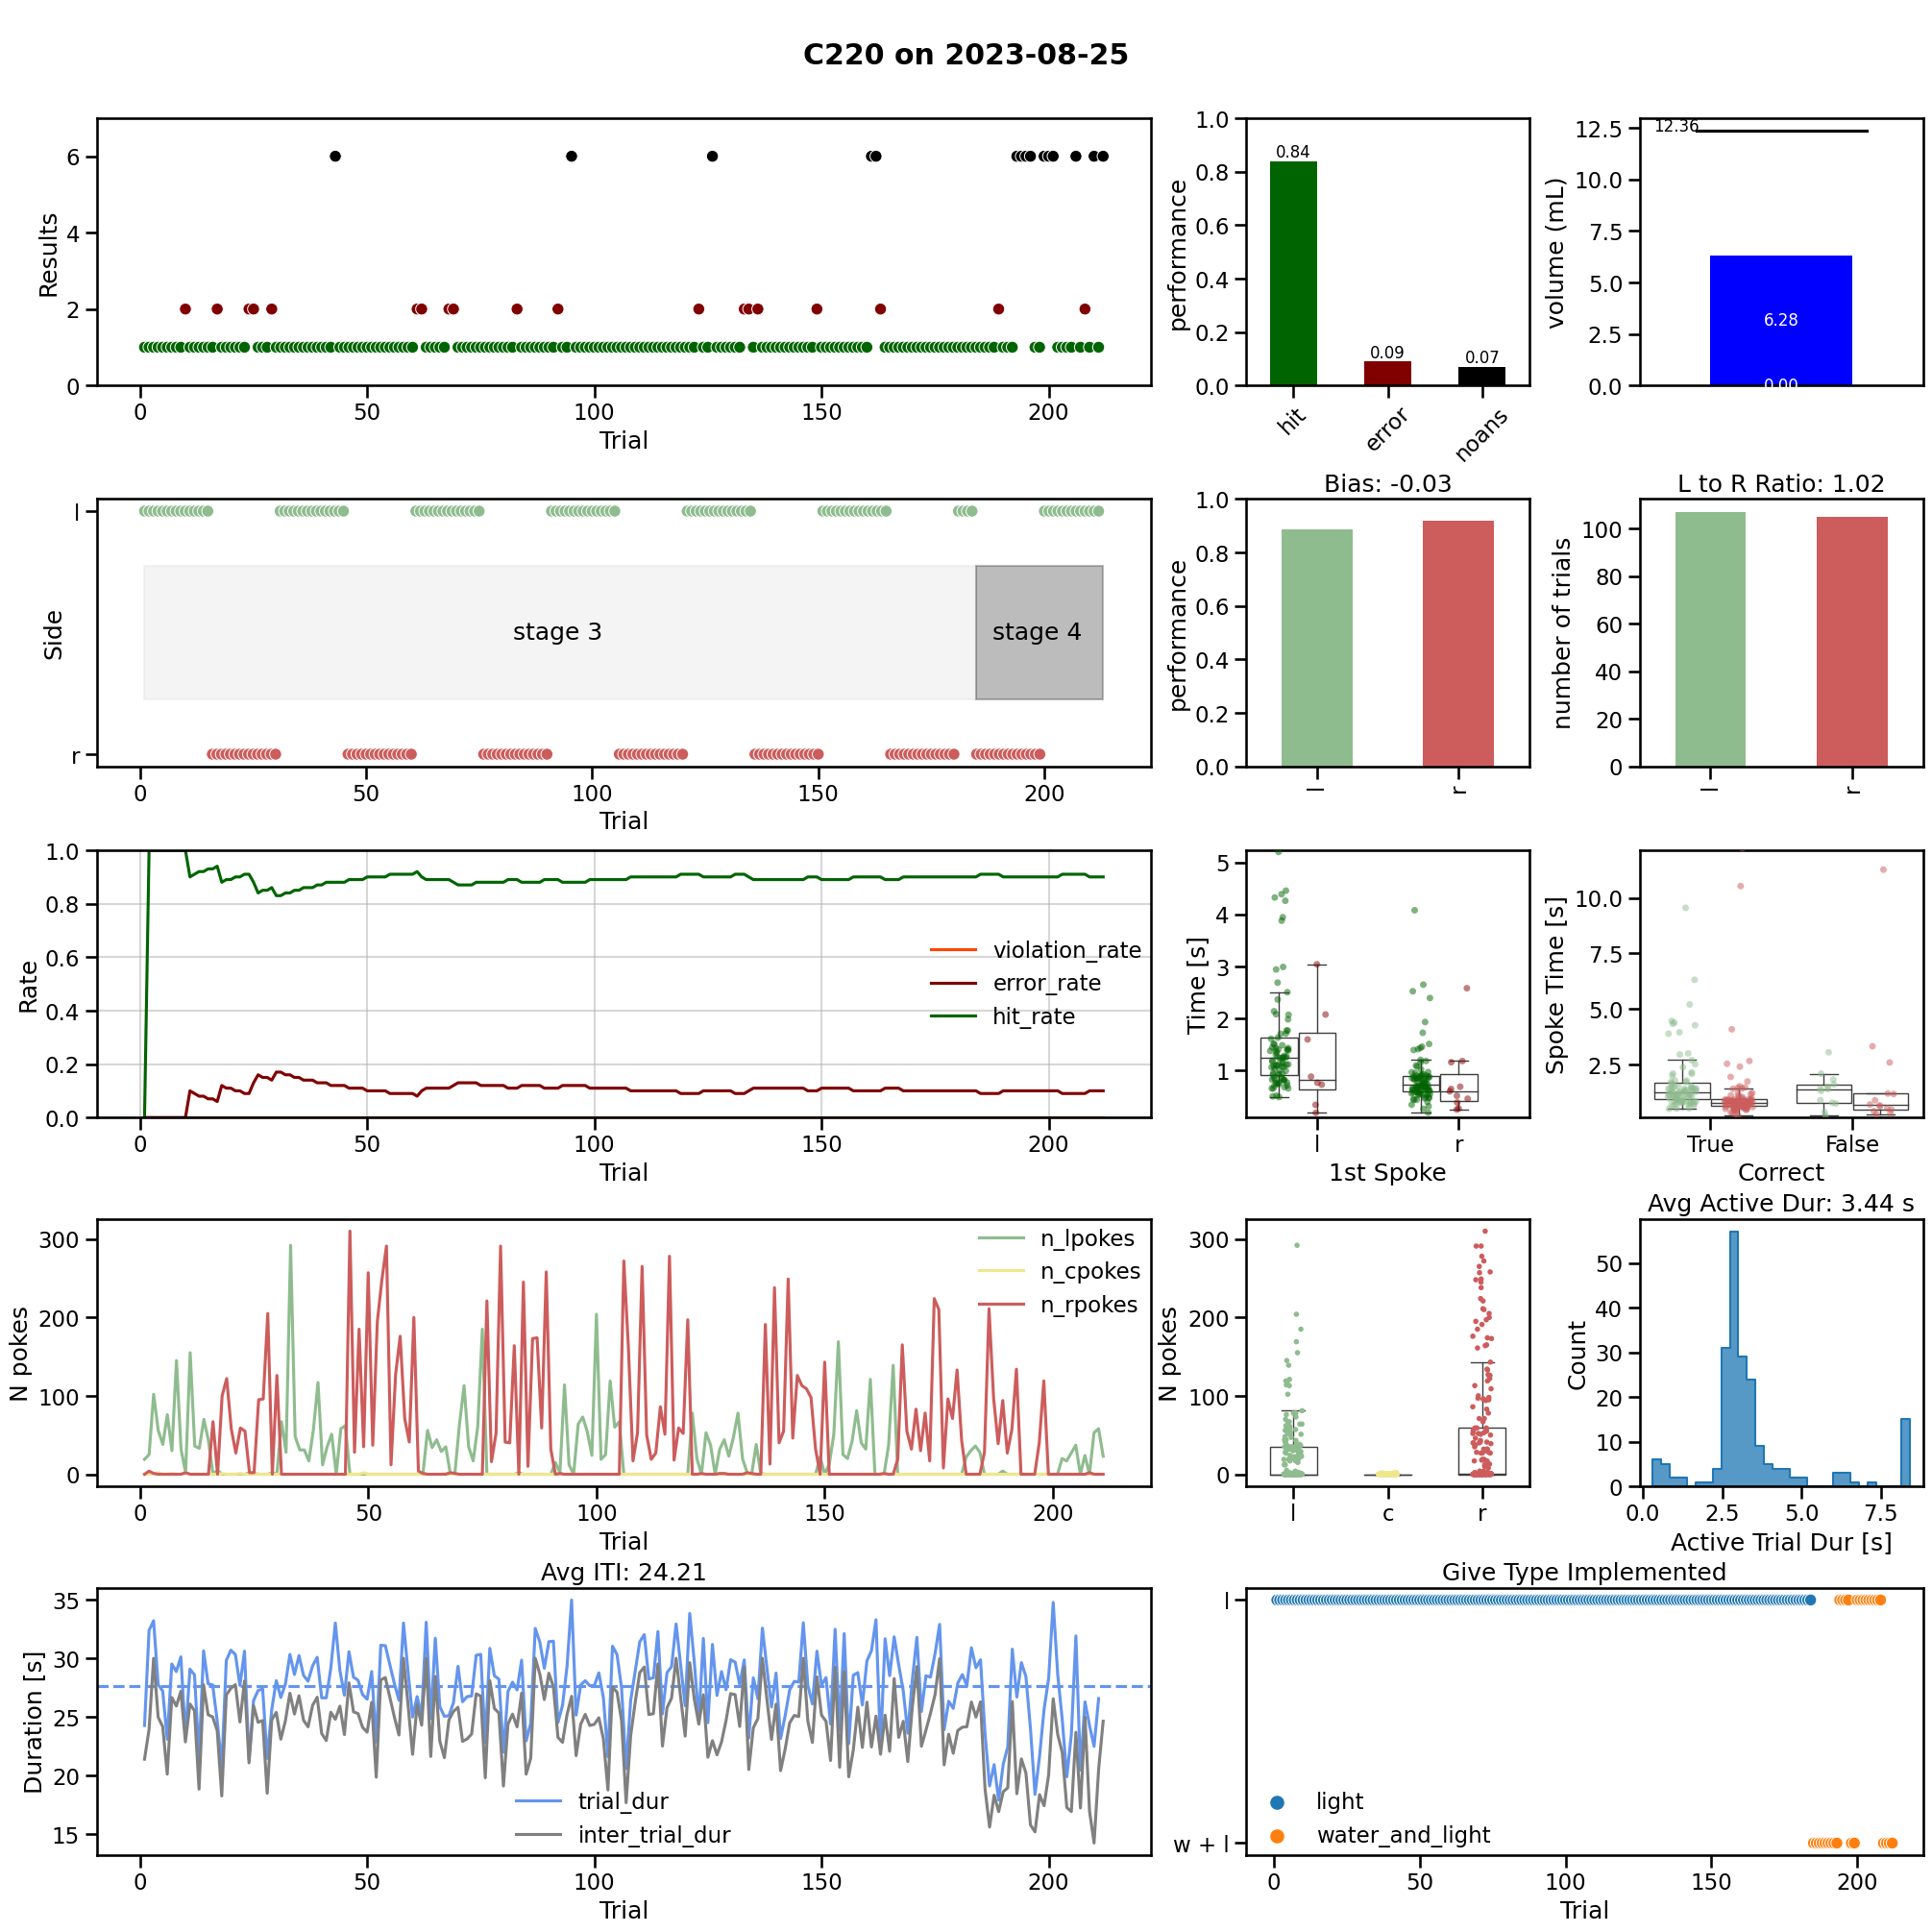 C220 on 2023-08-25
Results
6
4
2
0
0 50 100 150 200
Trial
performance
1.0
0.8
0.6
0.4
0.2
0.0
0.84
0.09
0.07
hit error noans
volume (mL)
12.5
10.0
7.5
5.0
2.5
0.0
12.36
6.28
0.00
Side
l
r
stage 3
stage 4
0 50 100 150 200
Trial
Bias: -0.03
performance
1.0
0.8
0.6
0.4
0.2
0.0
l r
L to R Ratio: 1.02
number of trials
100
80
60
40
20
0
l r
Rate
1.0
0.8
0.6
0.4
0.2
0.0
violation_rate
error_rate
hit_rate
0 50 100 150 200
Trial
Time [s]
5
4
3
2
1
l r
1st Spoke
Spoke Time [s]
10.0
7.5
5.0
2.5
True False
Correct
N pokes
300
200
100
0
n_lpokes
n_cpokes
n_rpokes
0 50 100 150 200
Trial
N pokes
300
200
100
0
l c r
Avg Active Dur: 3.44 s
Count
50
40
30
20
10
0
0.0 2.5 5.0 7.5
Active Trial Dur [s]
Avg ITI: 24.21
Duration [s]
35
30
25
20
15
trial_dur
inter_trial_dur
0 50 100 150 200
Trial
Give Type Implemented
l
w + l
light
water_and_light
0 50 100 150 200
Trial